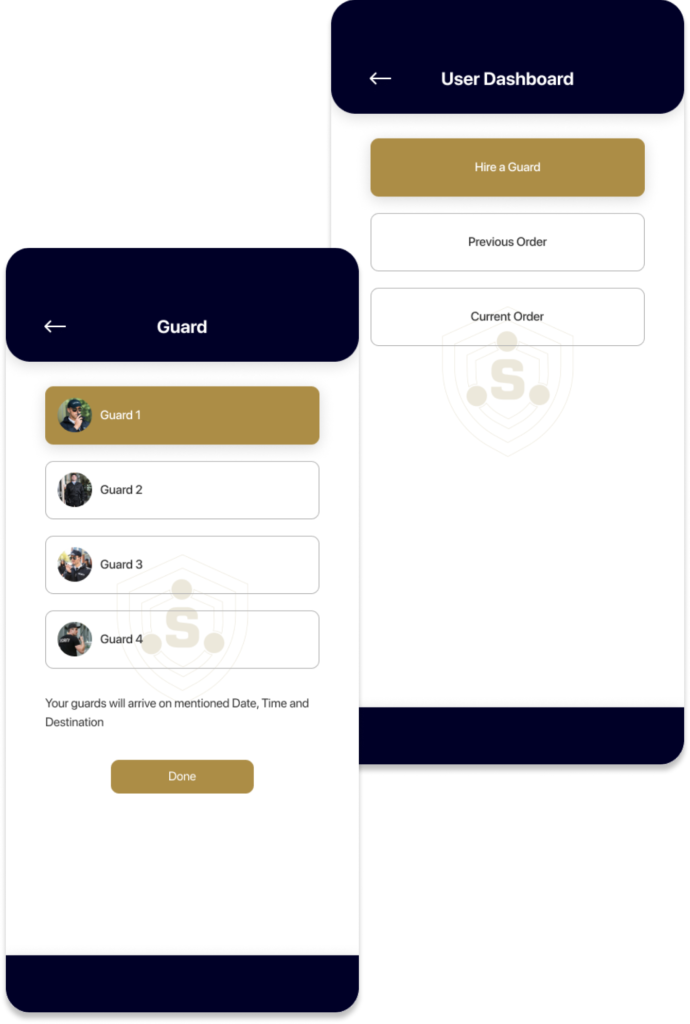 User Dashboard
Hire a Guard
Previous Order
Current Order
S
Guard
Guard 1
Guard 2
Guard 3
Guard 4
S
Your guards will arrive on mentioned Date, Time and
Destination
Done